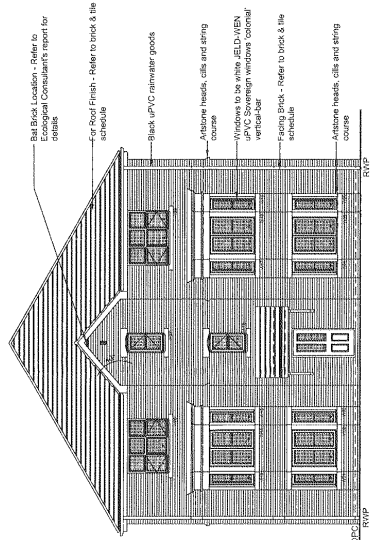 Bat Brick Location - Refer to
Ecological Consultant's report for
details
For Roof Finish - Refer to brick & tile
schedule
Black uPVC rainwater goods
Artstone heads, cills and string
course
Windows to be white JELD-WEN
uPVC Sovereign windows 'colonial'
vertical-bar
Facing Brick - Refer to brick & tile
schedule
Artstone heads, cills and string
course
RWP
RWP
DPC